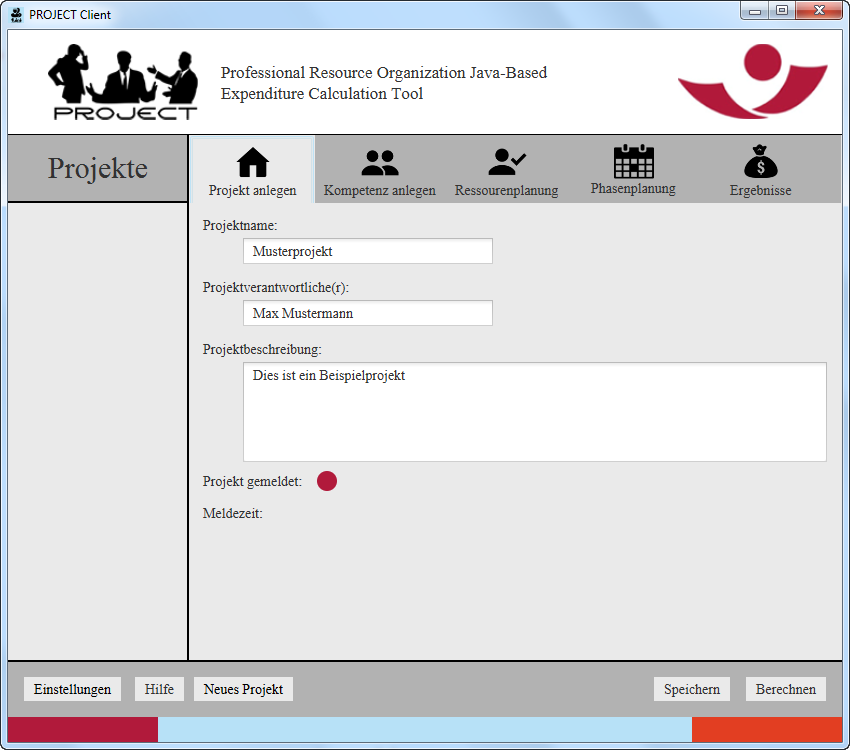 PROJECT Client
PROJECT
Professional Resource Organization Java-Based
Expenditure Calculation Tool
Projekte
Projekt anlegen
Kompetenz anlegen
Ressourenplanung
Phasenplanung
$
Ergebnisse
Projektname:
Musterprojekt
Projektverantwortliche(r):
Max Mustermann
Projektbeschreibung:
Dies ist ein Beispielprojekt
Projekt gemeldet:
Meldezeit:
Einstellungen
Hilfe
Neues Projekt
Speichern
Berechnen